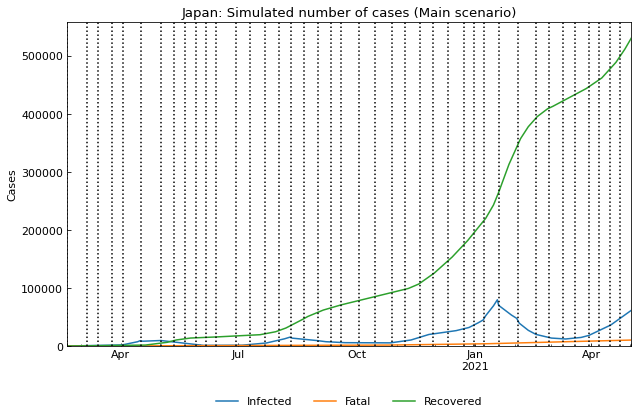 Japan: Simulated number of cases (Main scenario)
500000
400000
300000
200000
100000
0
Cases
Apr Jul Oct Jan Apr
2021
Infected Fatal Recovered